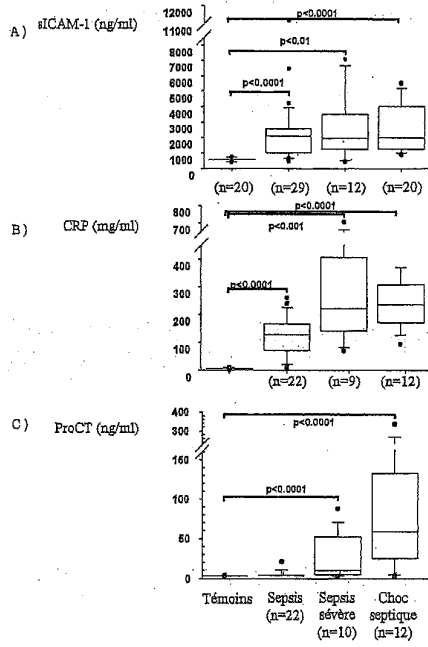 A) sICAM-1 (ng/ml)
12000
11000
8000
7000
6000
5000
4000
3000
2000
1000
0
p<0.0001
p<0.01
p<0.0001
(n=20) (n=29) (n=12) (n=20)
B) CRP (mg/ml)
800
700
400
300
200
100
0
p<0.0001
p<0.001
p<0.0001
(n=22) (n=9) (n=12)
C) ProCT (ng/ml)
400
300
150
100
50
0
p<0.0001
p<0.0001
Témoins Sepsis Sepsis Choc
sévère septique
(n=22) (n=10) (n=12)